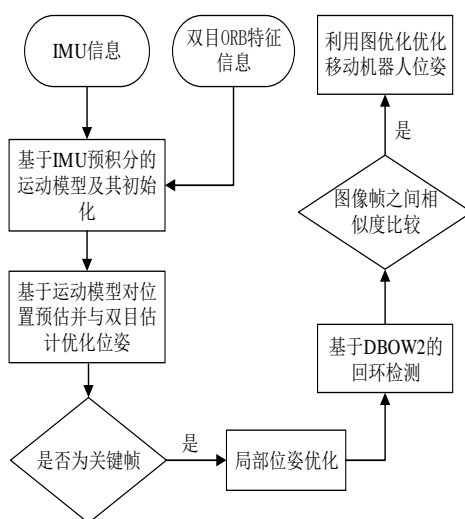 IMU信息
双目ORB特征
信息
基于IMU预积分的
运动模型及其初始
化
基于运动模型对位
置预估并与双目估
计优化位姿
是否为关键帧
是
局部位姿优化
基于DBOW2的
回环检测
图像帧之间相
似度比较
是
利用图优化优化
移动机器人位姿